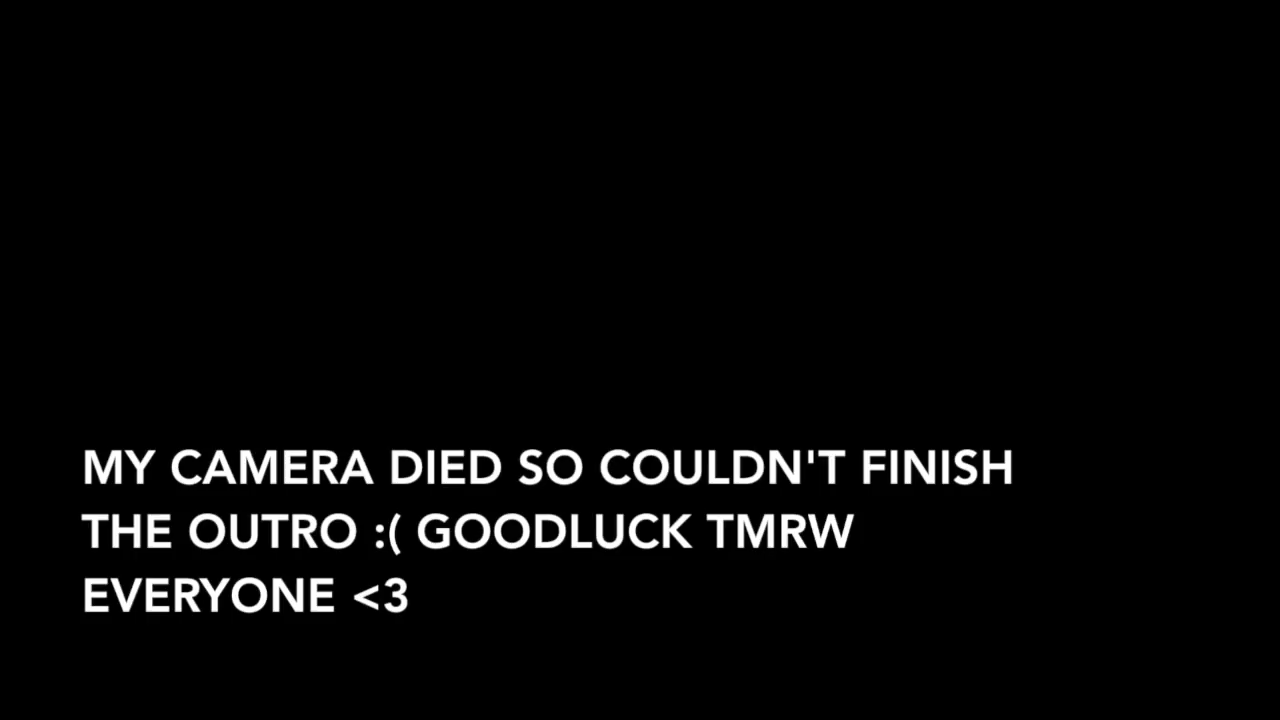 MY CAMERA DIED SO COULDN'T FINISH
THE OUTRO :( GOODLUCK TMRW
EVERYONE <3